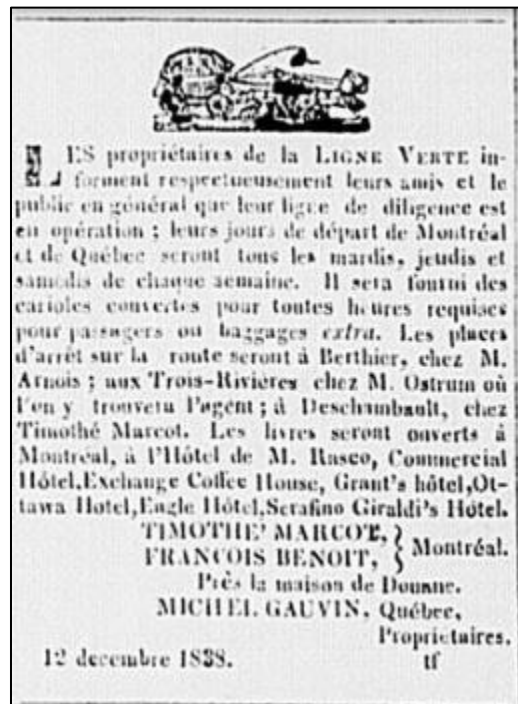 LES propriétaires de la LIGNE VERTE in-
forment respectueusement leurs amis et le
public en général que leur ligne de diligence est
en opération ; leurs jours de départ de Montréal
et de Québec seront tous les mardis, jeudis et
samedis de chaque semaine. Il sera fourni des
carioles couvertes pour toutes heures requises
pour passagers ou baggages extra. Les places
d'arrêt sur la route seront à Berthier, chez M.
Arnois ; aux Trois-Rivières chez M. Ostrum où
l'on y trouvera l'agent ; à Deschambault, chez
Timothé Marcot. Les livres seront ouverts à
Montréal, à l'Hôtel de M. Rasco, Commercial
Hôtel,Exchange Coffee House, Grant's hôtel,Ot-
tawa Hotel,Eagle Hôtel,Serafino Giraldi's Hôtel.
TIMOTHE' MARCOT,
FRANCOIS BENOIT, } Montréal.
Près la maison de Douane.
MICHEL GAUVIN, Québec,
Propriétaires.
12 decembre 1838. tf